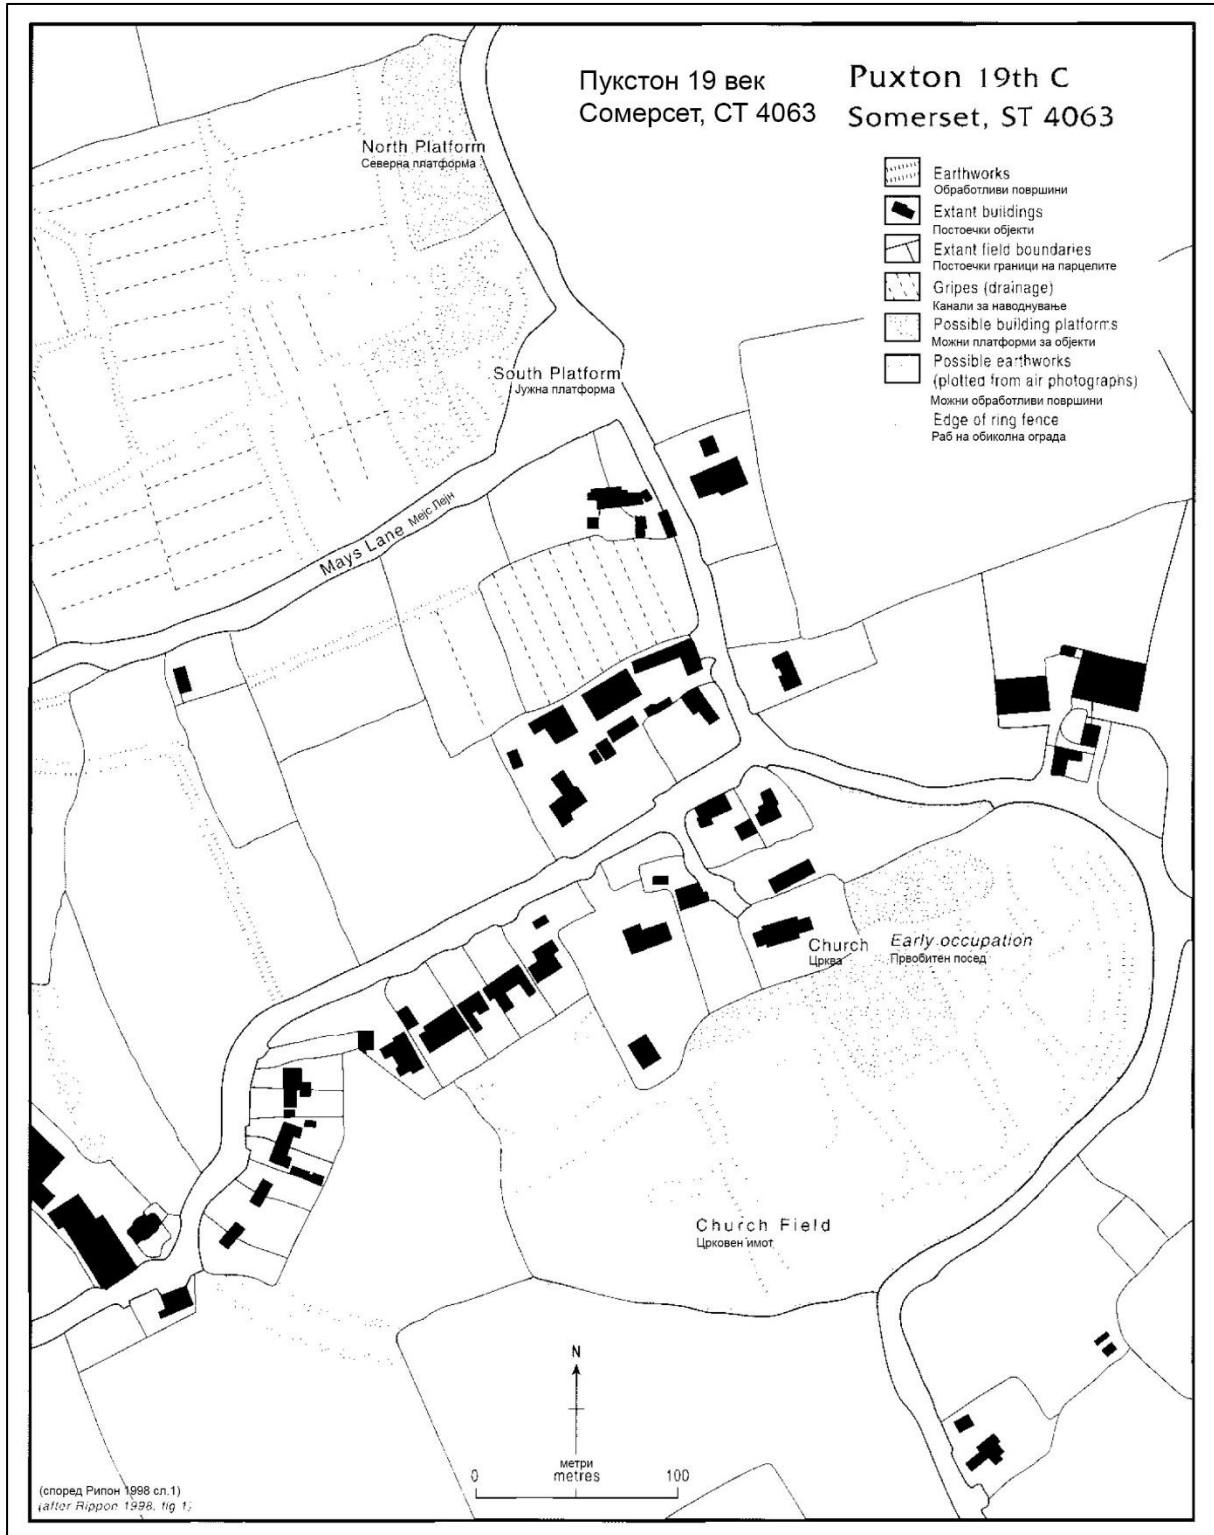 Пукстон 19 век
Сомерсет, СТ 4063
Puxton 19th C
Somerset, ST 4063
North Platform
Северна платформа
Earthworks
Обработливи површини
Extant buildings
Постоечки објекти
Extant field boundaries
Постоечки граници на парцелите
Gripes (drainage)
Канали за наводнување
Possible building platforms
Можни платформи за објекти
Possible earthworks
(plotted from air photographs)
Можни обработливи површини
Edge of ring fence
Раб на обиколна ограда
South Platform
Јужна платформа
Mays Lane Мејс Лејн
Church
Црква
Early occupation
Првобитен посед
Church Field
Црковен имот
N
метри
metres
0 100
(според Рипон 1998 сл.1)
(after Rippon 1998, fig 1)